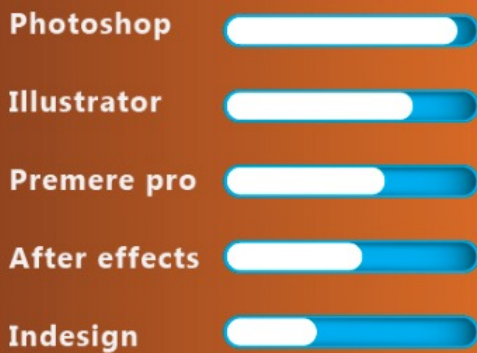 Photoshop
Illustrator
Premere pro
After effects
Indesign